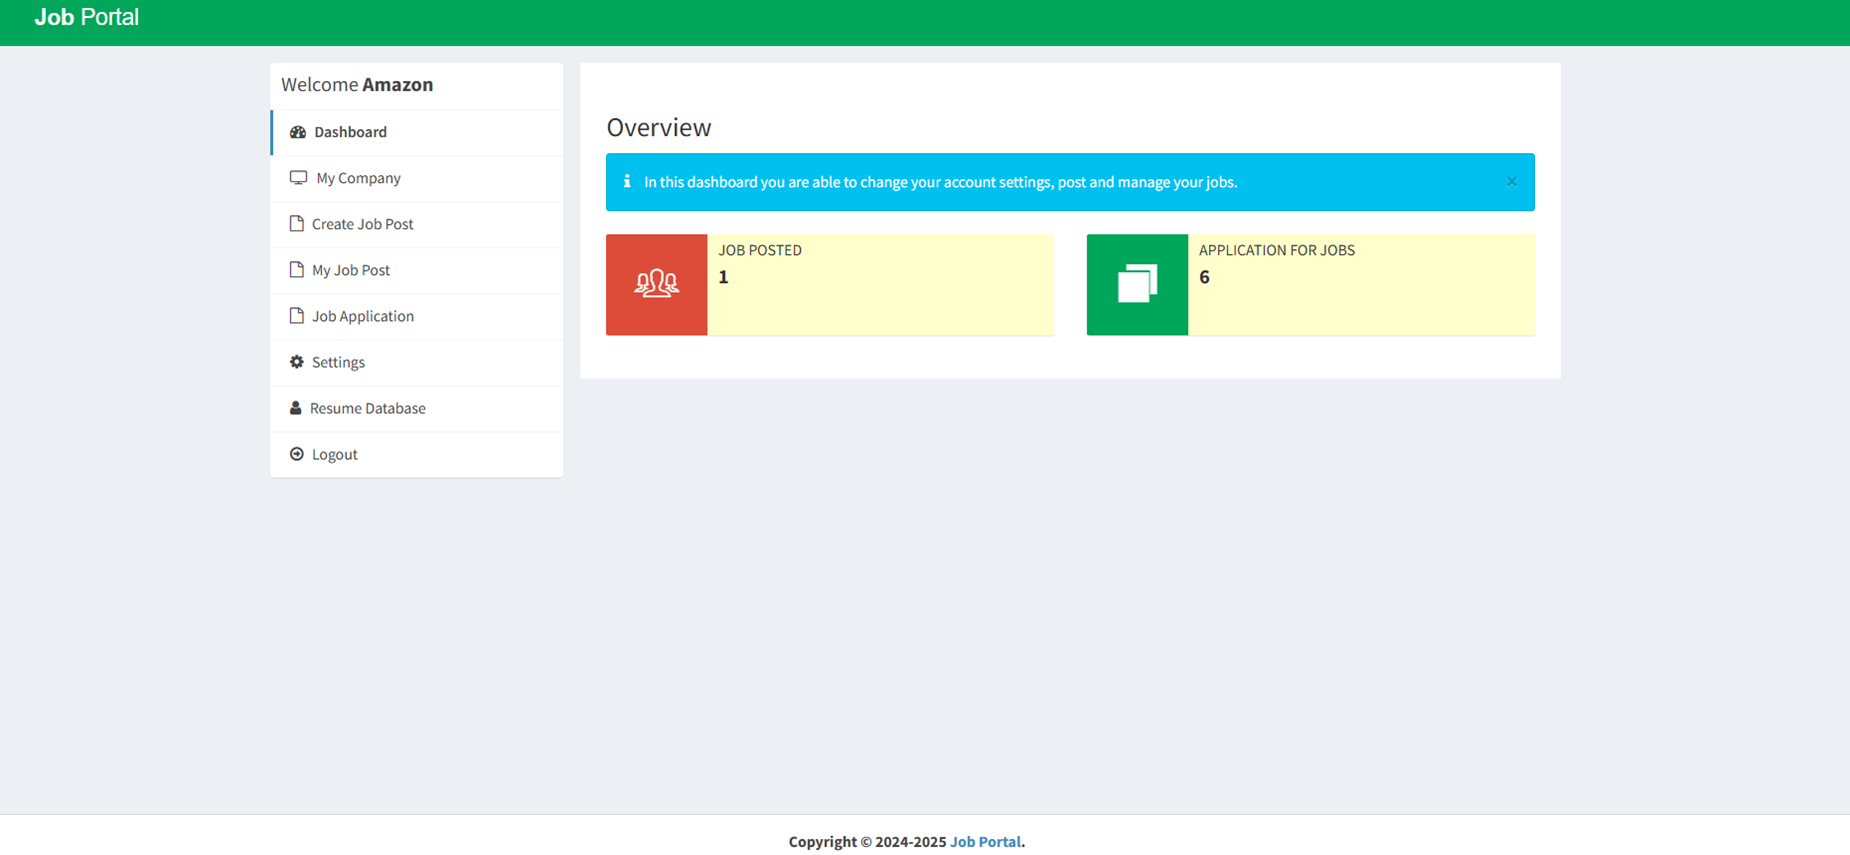 Job Portal
Welcome Amazon
Dashboard
My Company
Create Job Post
My Job Post
Job Application
Settings
Resume Database
Logout
Overview
In this dashboard you are able to change your account settings, post and manage your jobs.
×
JOB POSTED
1
APPLICATION FOR JOBS
6
Copyright © 2024-2025 Job Portal.